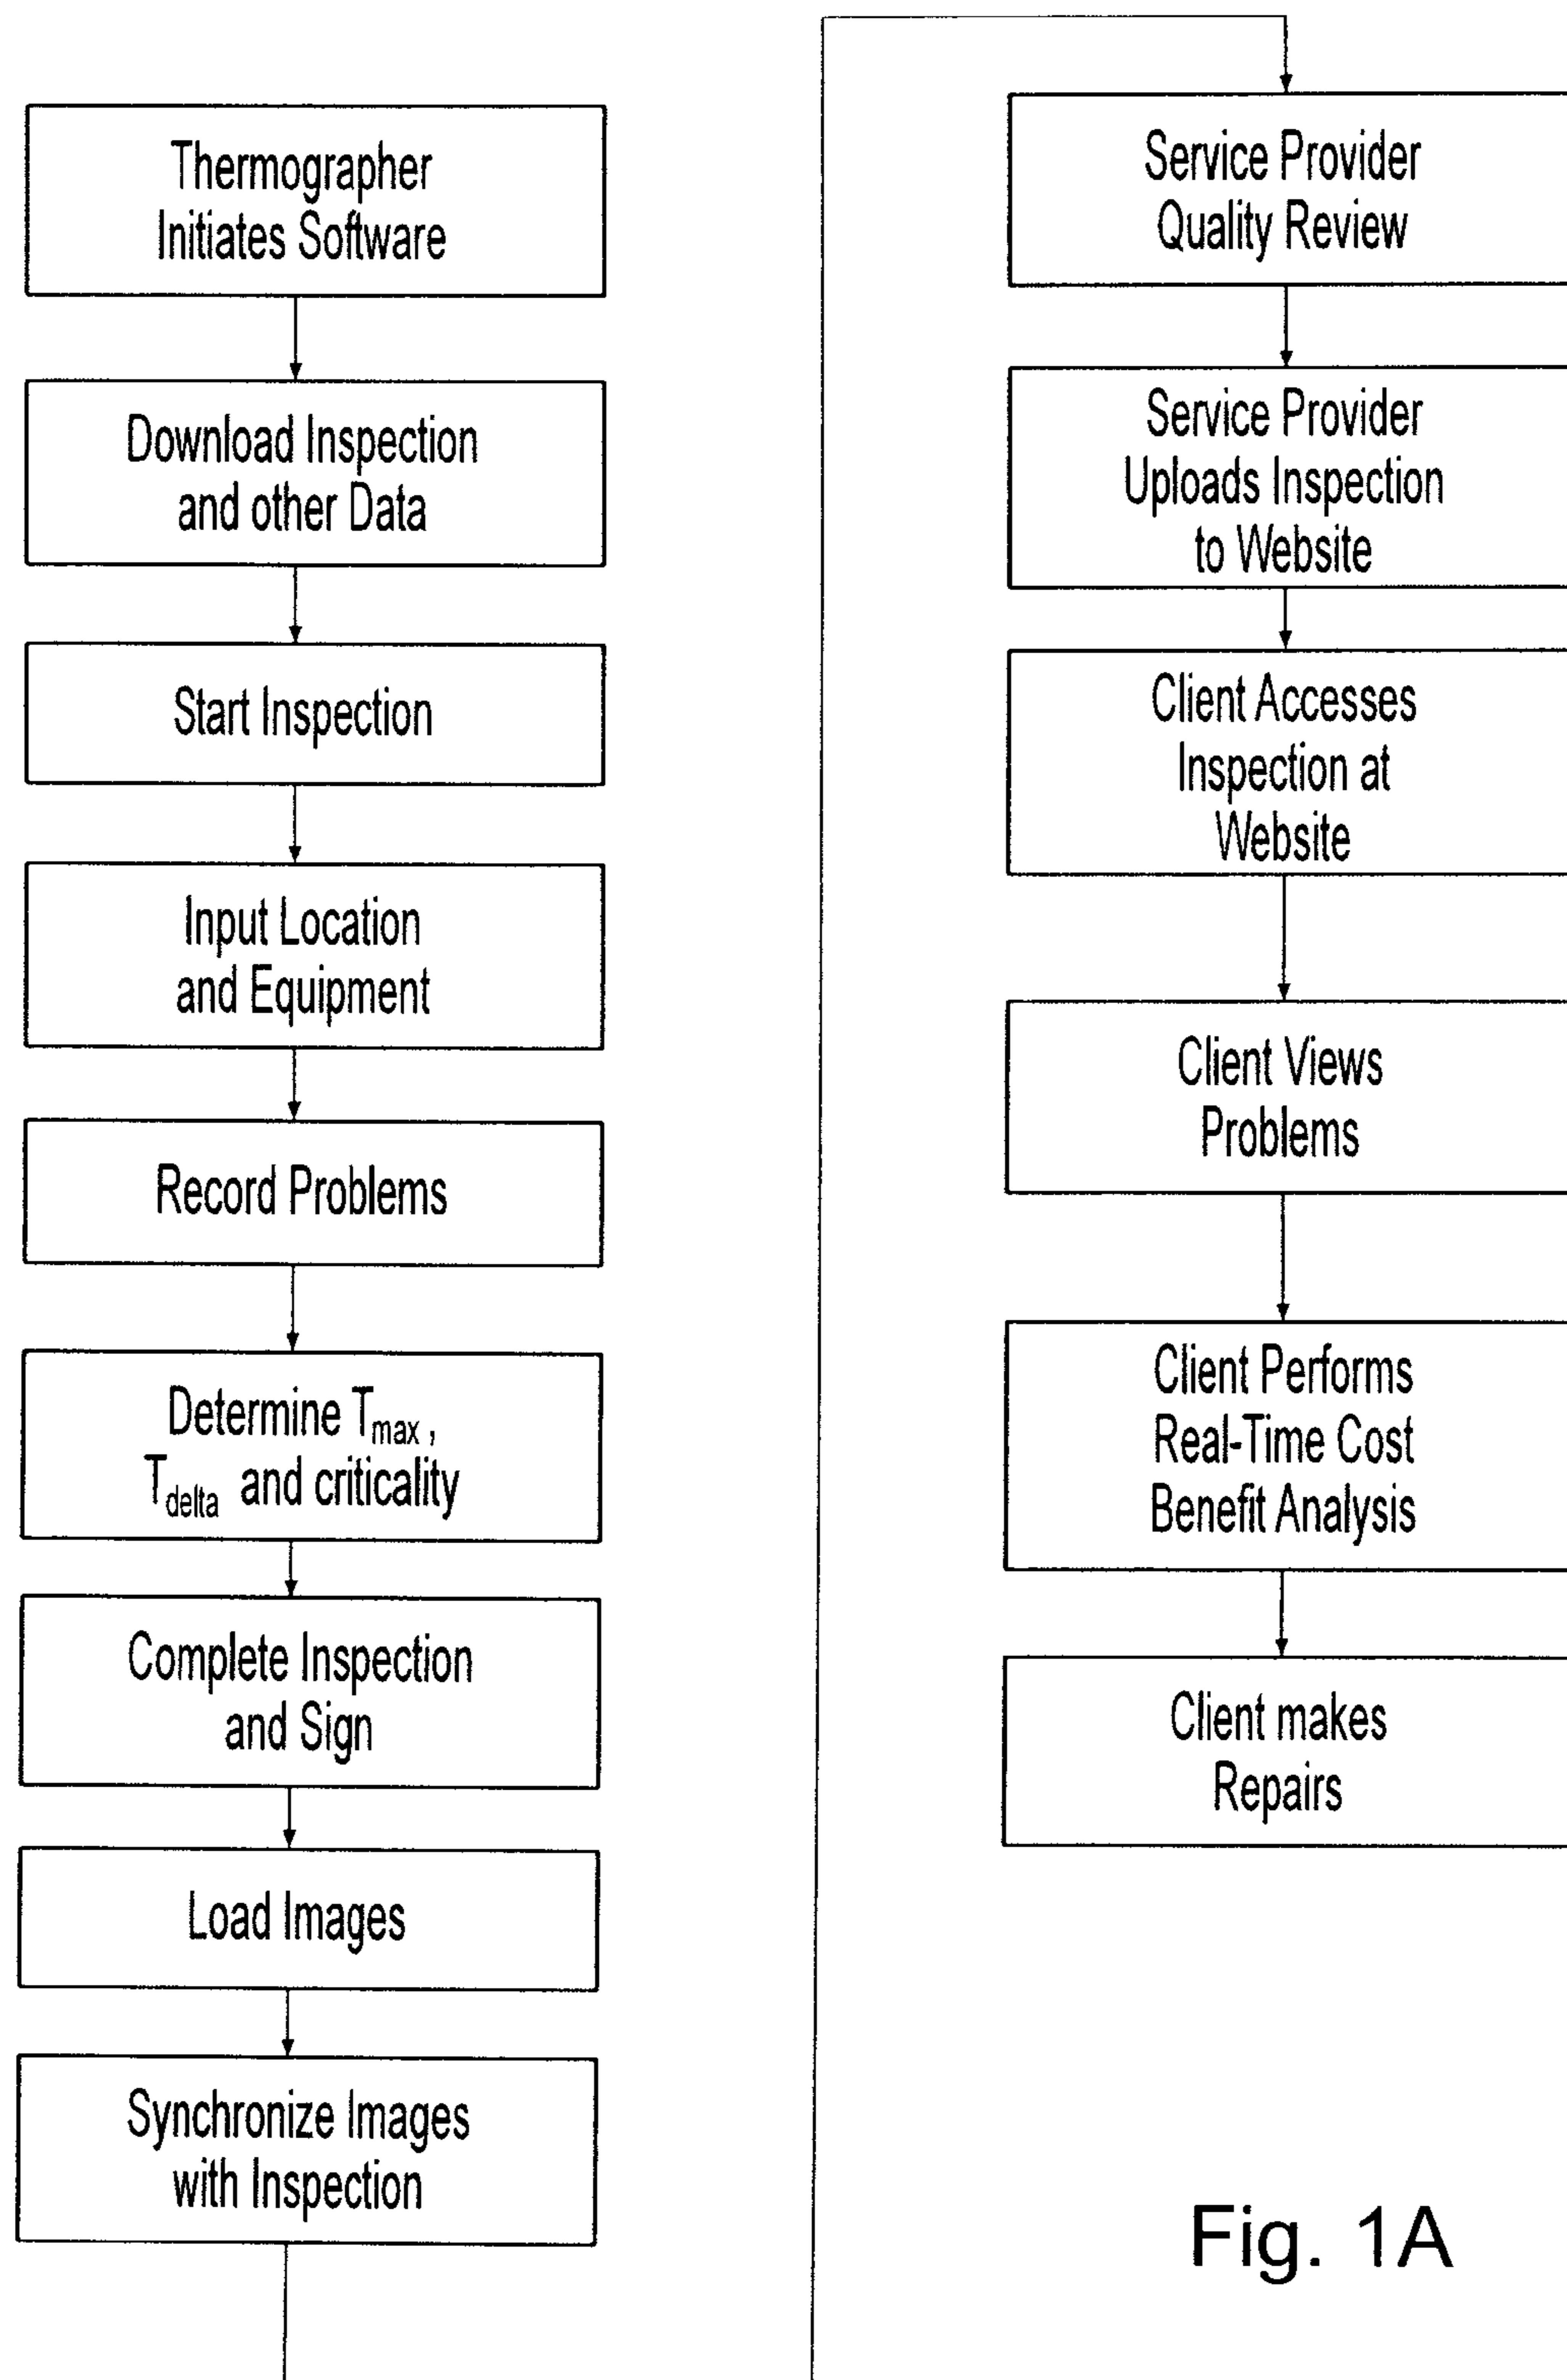 Thermographer
Initiates Software
Download Inspection
and other Data
Start Inspection
Input Location
and Equipment
Record Problems
Determine Tmax,
Tdelta and criticality
Complete Inspection
and Sign
Load Images
Synchronize Images
with Inspection
Service Provider
Quality Review
Service Provider
Uploads Inspection
to Website
Client Accesses
Inspection at
Website
Client Views
Problems
Client Performs
Real-Time Cost
Benefit Analysis
Client makes
Repairs
Fig. 1A